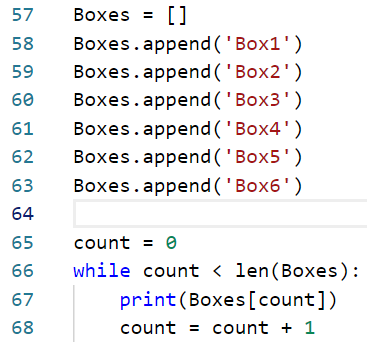 57 Boxes = []
58 Boxes.append('Box1')
59 Boxes.append('Box2')
60 Boxes.append('Box3')
61 Boxes.append('Box4')
62 Boxes.append('Box5')
63 Boxes.append('Box6')
64
65 count = 0
66 while count < len(Boxes):
67     print(Boxes[count])
68     count = count + 1